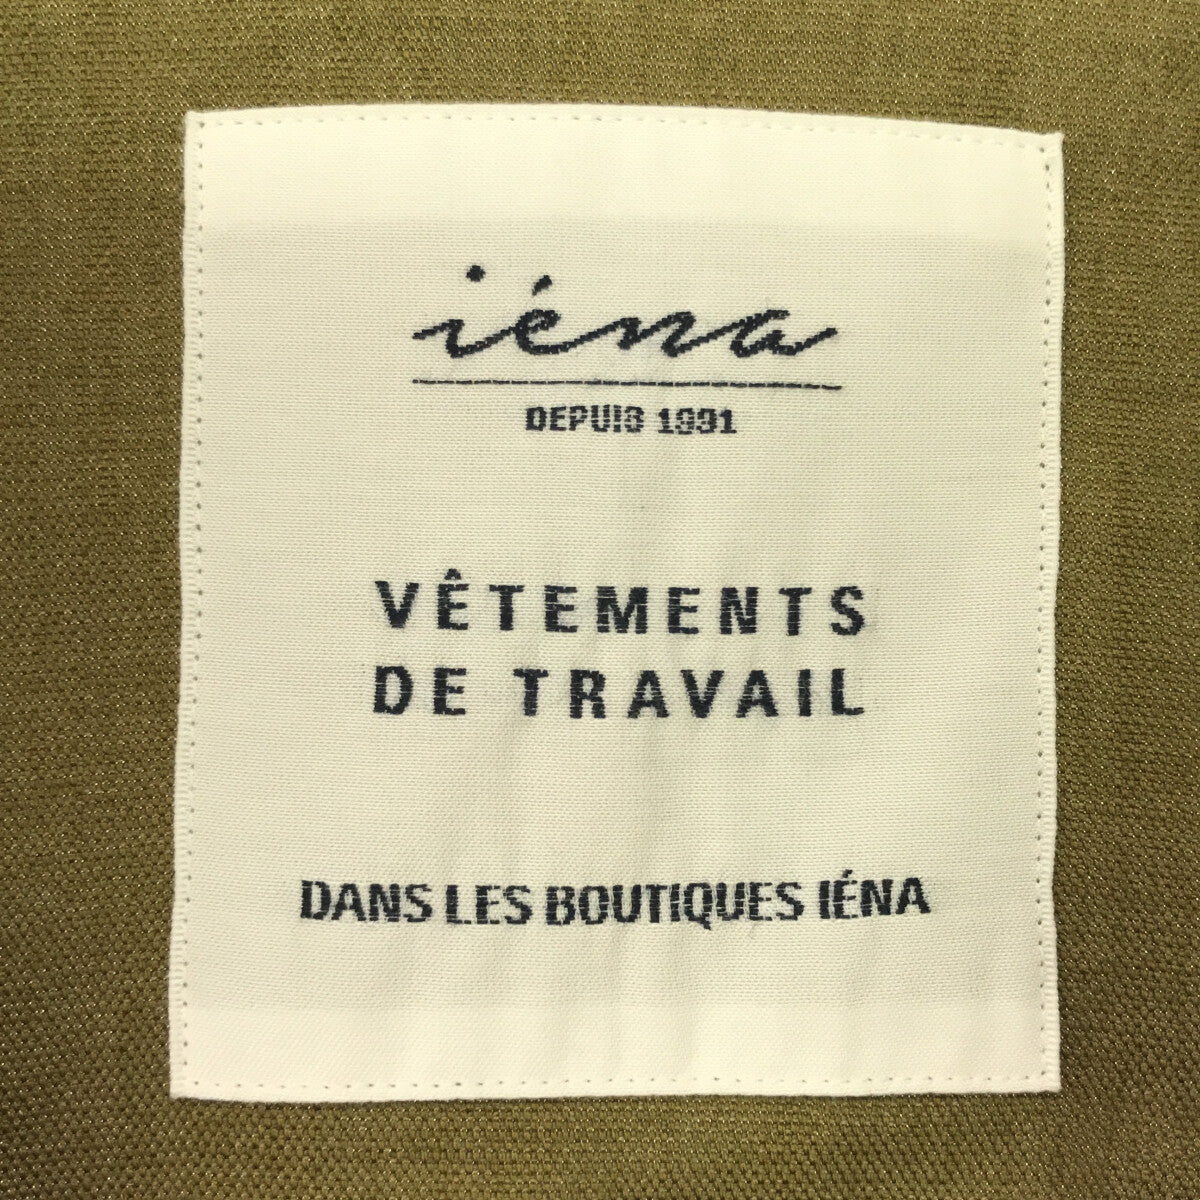 iéna
DEPUIS 1991
VÊTEMENTS
DE TRAVAIL
DANS LES BOUTIQUES IÉNA